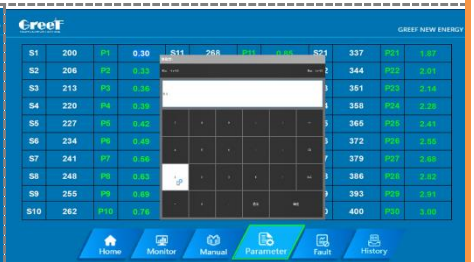 Greef
GREEF NEW ENERGY
S1 200 P1 0.30 S11 268 P11 0.85 S21 337 P21 1.87
S2 206 P2 0.33 344 P22 2.01
S3 213 P3 0.36 351 P23 2.14
S4 220 P4 0.39 358 P24 2.28
S5 227 P5 0.42 365 P25 2.41
S6 234 P6 0.49 372 P26 2.55
S7 241 P7 0.56 379 P27 2.68
S8 248 P8 0.63 386 P28 2.82
S9 255 P9 0.69 393 P29 2.91
S10 262 P10 0.76 400 P30 3.00
Home Monitor Manual Parameter Fault History